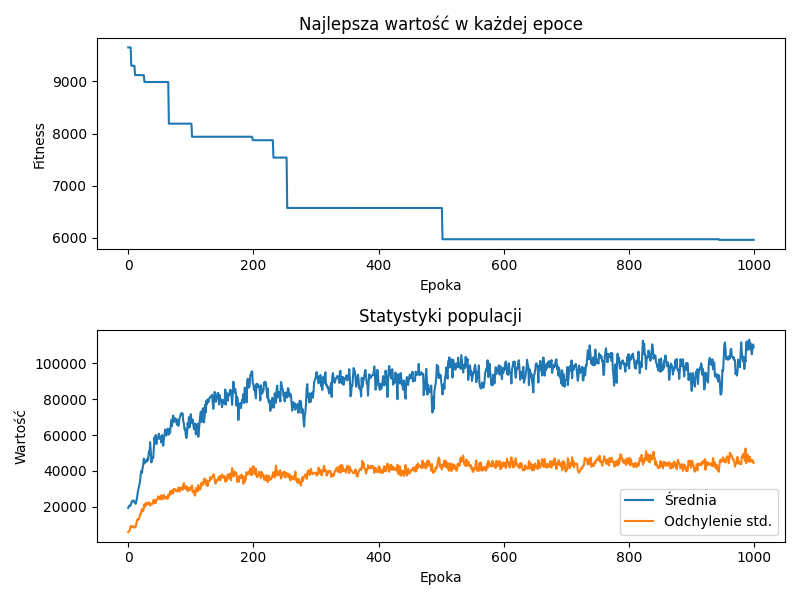 Najlepsza wartość w każdej epoce
9000
8000
7000
6000
Fitness
0 200 400 600 800 1000
Epoka
Statystyki populacji
100000
80000
60000
40000
20000
Wartość
Średnia
Odchylenie std.
0 200 400 600 800 1000
Epoka